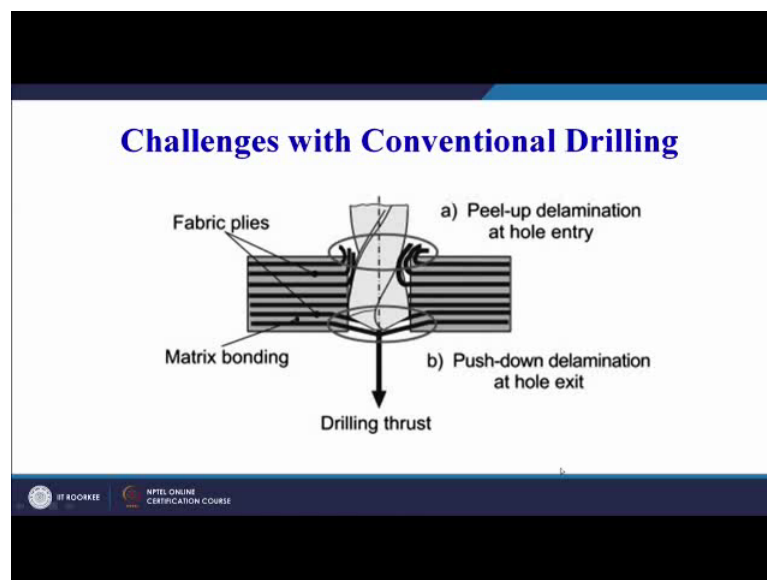 Challenges with Conventional Drilling
Fabric plies
a) Peel-up delamination
at hole entry
Matrix bonding
b) Push-down delamination
at hole exit
Drilling thrust
IIT ROORKEE
NPTEL ONLINE
CERTIFICATION COURSE